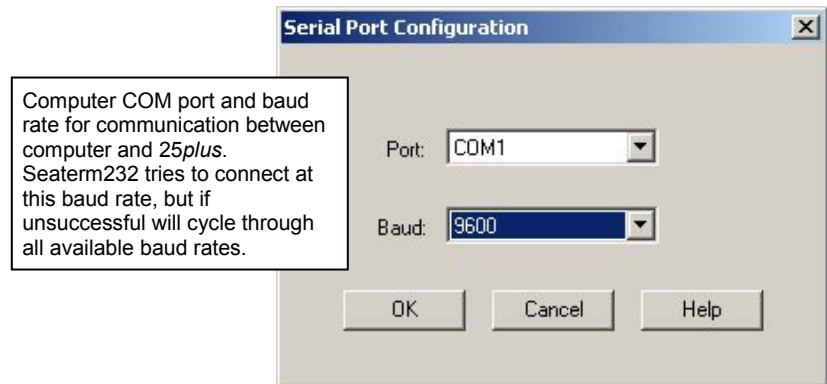 Serial Port Configuration
Computer COM port and baud
rate for communication between
computer and 25plus.
Seaterm232 tries to connect at
this baud rate, but if
unsuccessful will cycle through
all available baud rates.
Port: COM1
Baud: 9600
OK Cancel Help